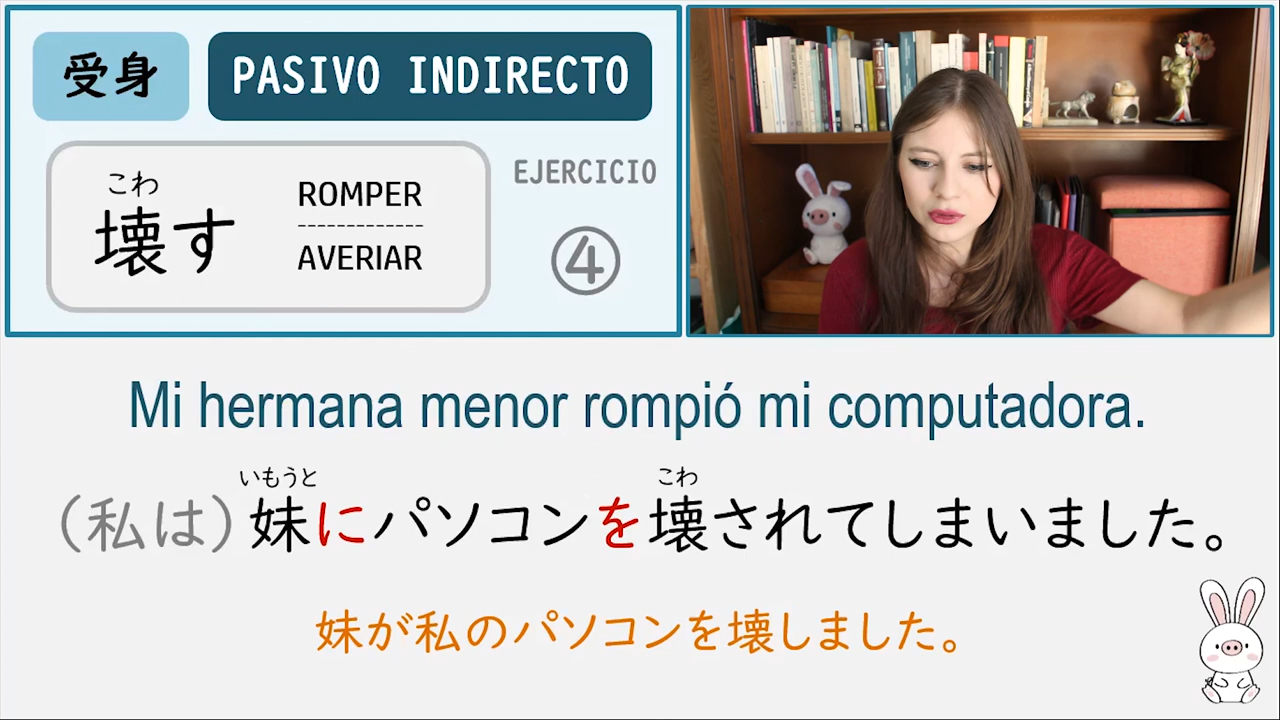 受身 PASIVO INDIRECTO
こわ
壊す
ROMPER
AVERIAR
EJERCICIO
④
Mi hermana menor rompió mi computadora.
いもうと こわ
(私は)妹にパソコンを壊されてしまいました。
妹が私のパソコンを壊しました。